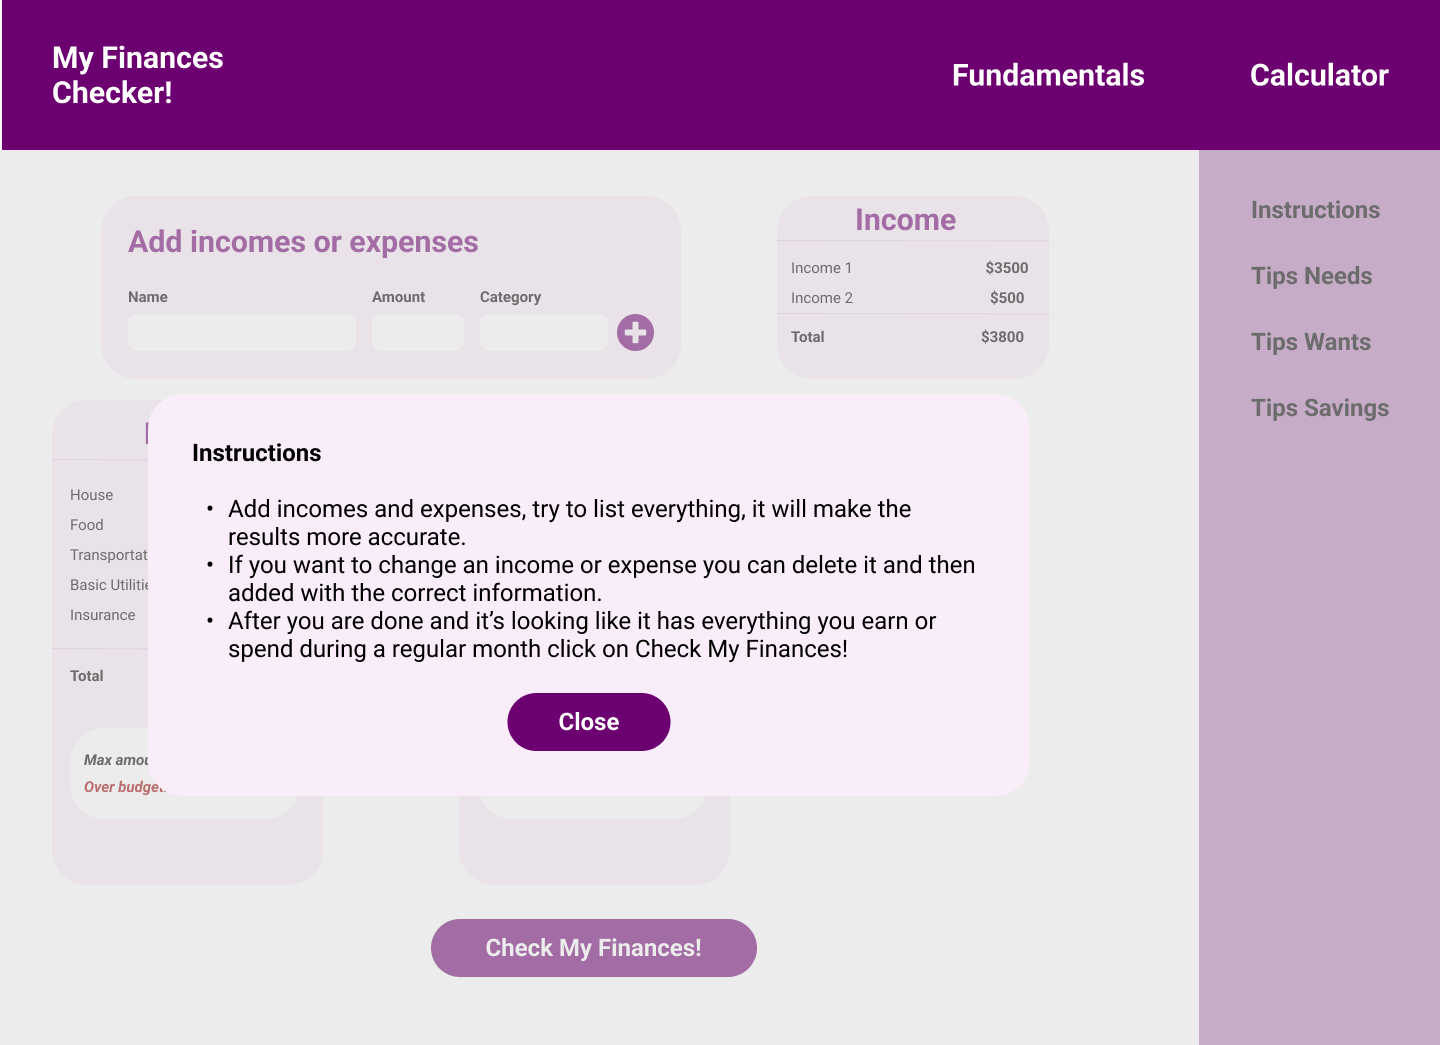 My Finances
Checker!
Fundamentals
Calculator
Instructions
Tips Needs
Tips Wants
Tips Savings
Add incomes or expenses
Name
Amount
Category
Income
Income 1 $3500
Income 2 $500
Total $3800
House
Food
Basic
Insurance
Total
Max
Over
Instructions
• Add incomes and expenses, try to list everything, it will make the
results more accurate.
• If you want to change an income or expense you can delete it and then
added with the correct information.
• After you are done and it’s looking like it has everything you earn or
spend during a regular month click on Check My Finances!
Close
Check My Finances!